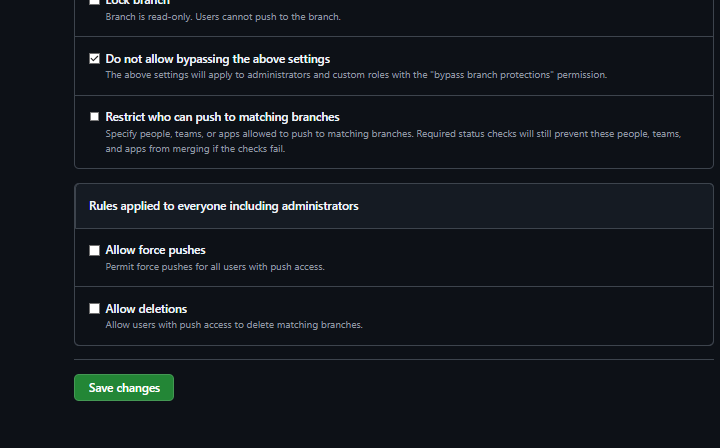 Lock branch
Branch is read-only. Users cannot push to the branch.
Do not allow bypassing the above settings
The above settings will apply to administrators and custom roles with the "bypass branch protections" permission.
Restrict who can push to matching branches
Specify people, teams, or apps allowed to push to matching branches. Required status checks will still prevent these people, teams,
and apps from merging if the checks fail.
Rules applied to everyone including administrators
Allow force pushes
Permit force pushes for all users with push access.
Allow deletions
Allow users with push access to delete matching branches.
Save changes